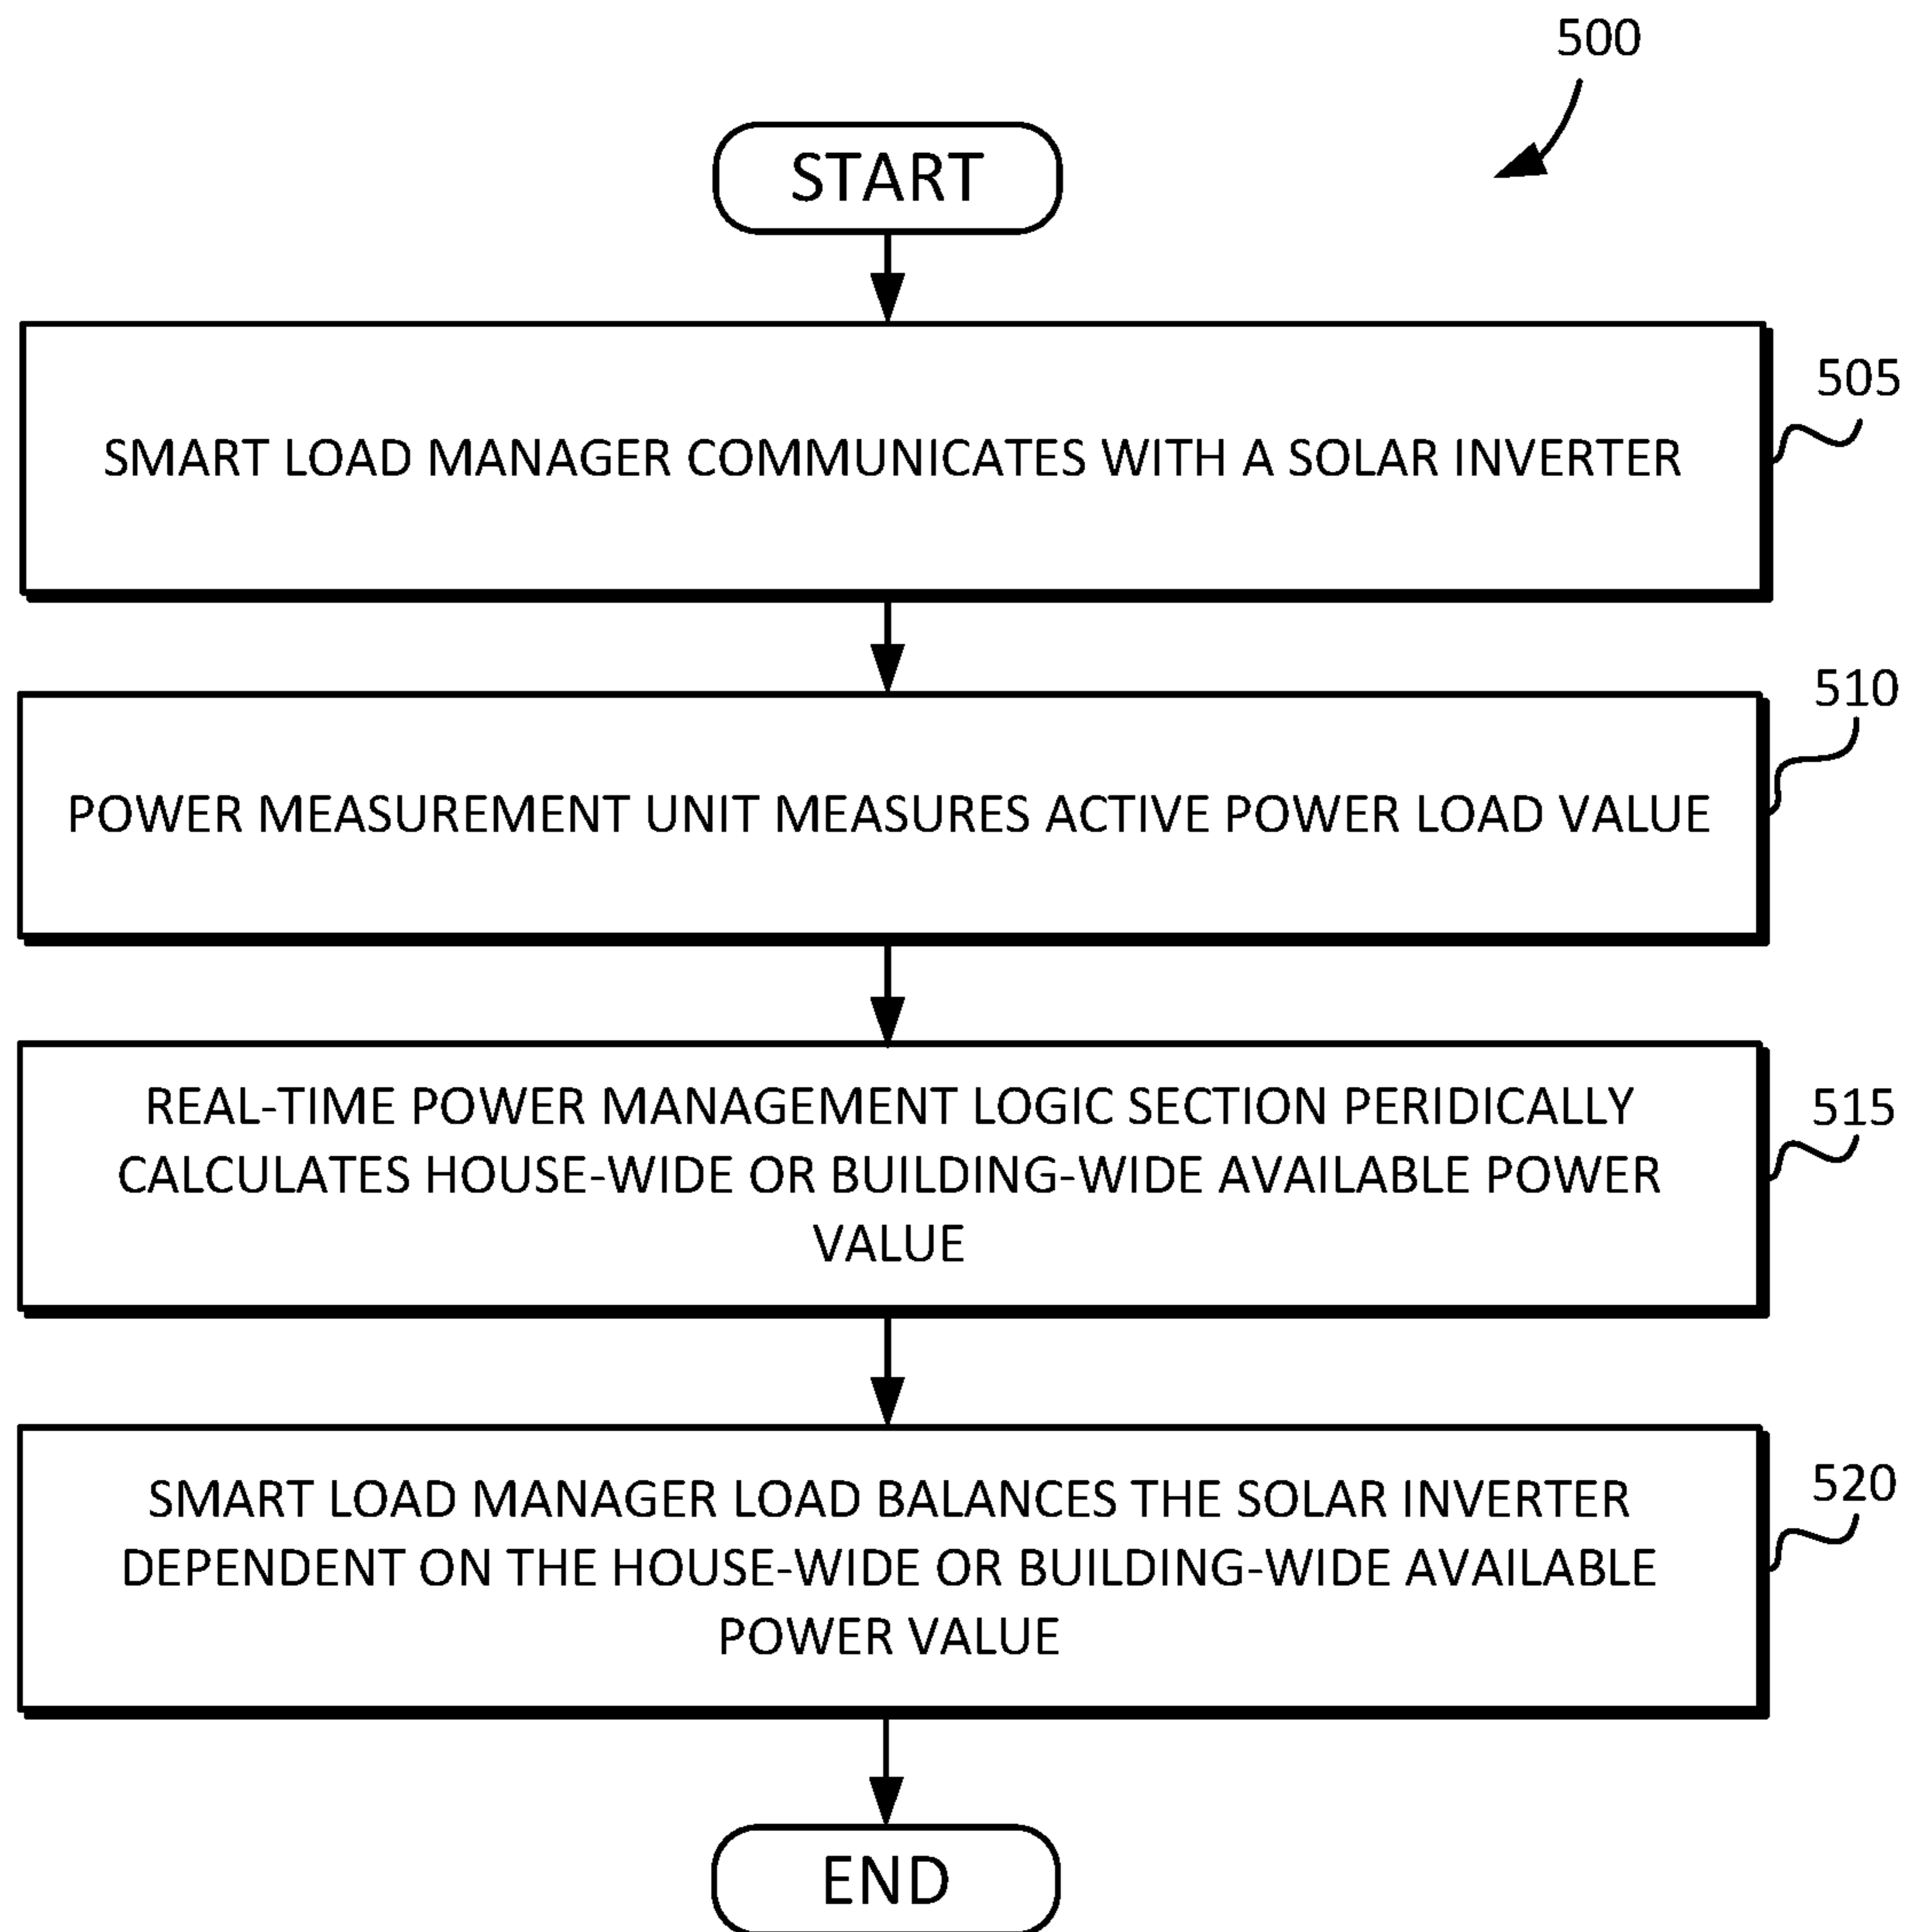 500
START
505
SMART LOAD MANAGER COMMUNICATES WITH A SOLAR INVERTER
510
POWER MEASUREMENT UNIT MEASURES ACTIVE POWER LOAD VALUE
515
REAL-TIME POWER MANAGEMENT LOGIC SECTION PERIDICALLY
CALCULATES HOUSE-WIDE OR BUILDING-WIDE AVAILABLE POWER
VALUE
520
SMART LOAD MANAGER LOAD BALANCES THE SOLAR INVERTER
DEPENDENT ON THE HOUSE-WIDE OR BUILDING-WIDE AVAILABLE
POWER VALUE
END